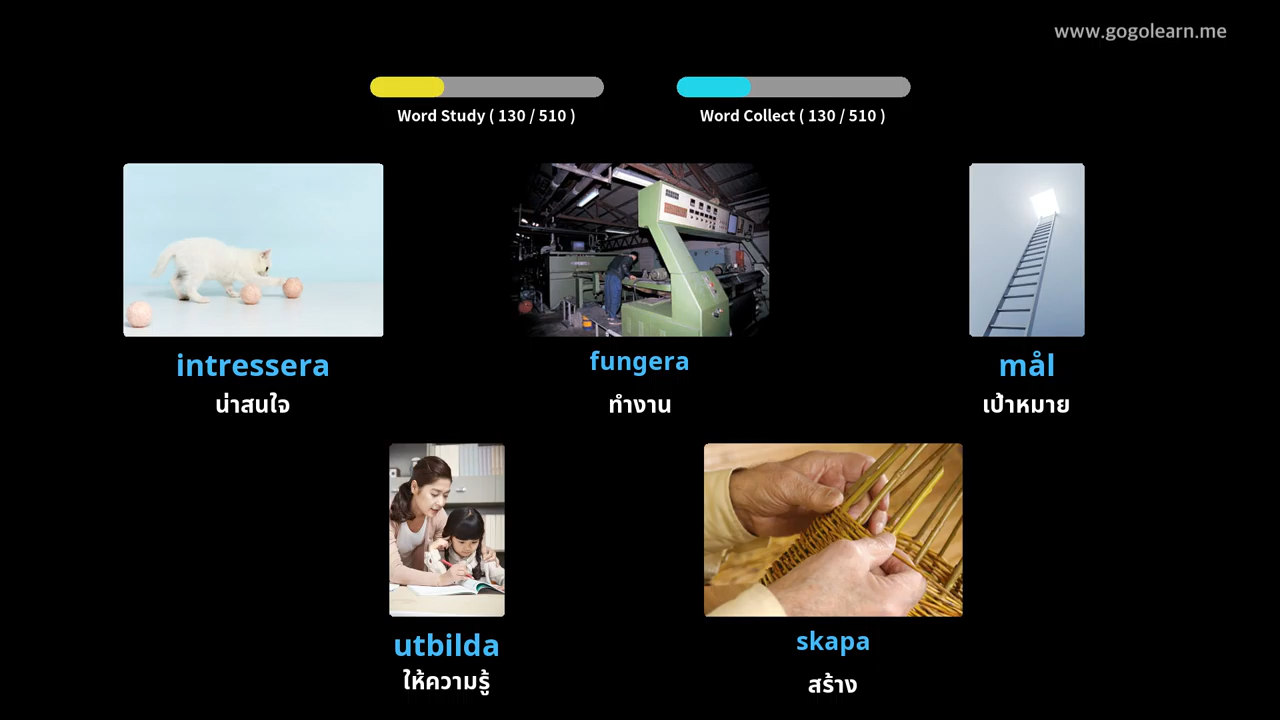 www.gogolearn.me
Word Study ( 130 / 510 )
Word Collect ( 130 / 510 )
intressera
น่าสนใจ
fungera
ทำงาน
mål
เป้าหมาย
utbilda
ให้ความรู้
skapa
สร้าง